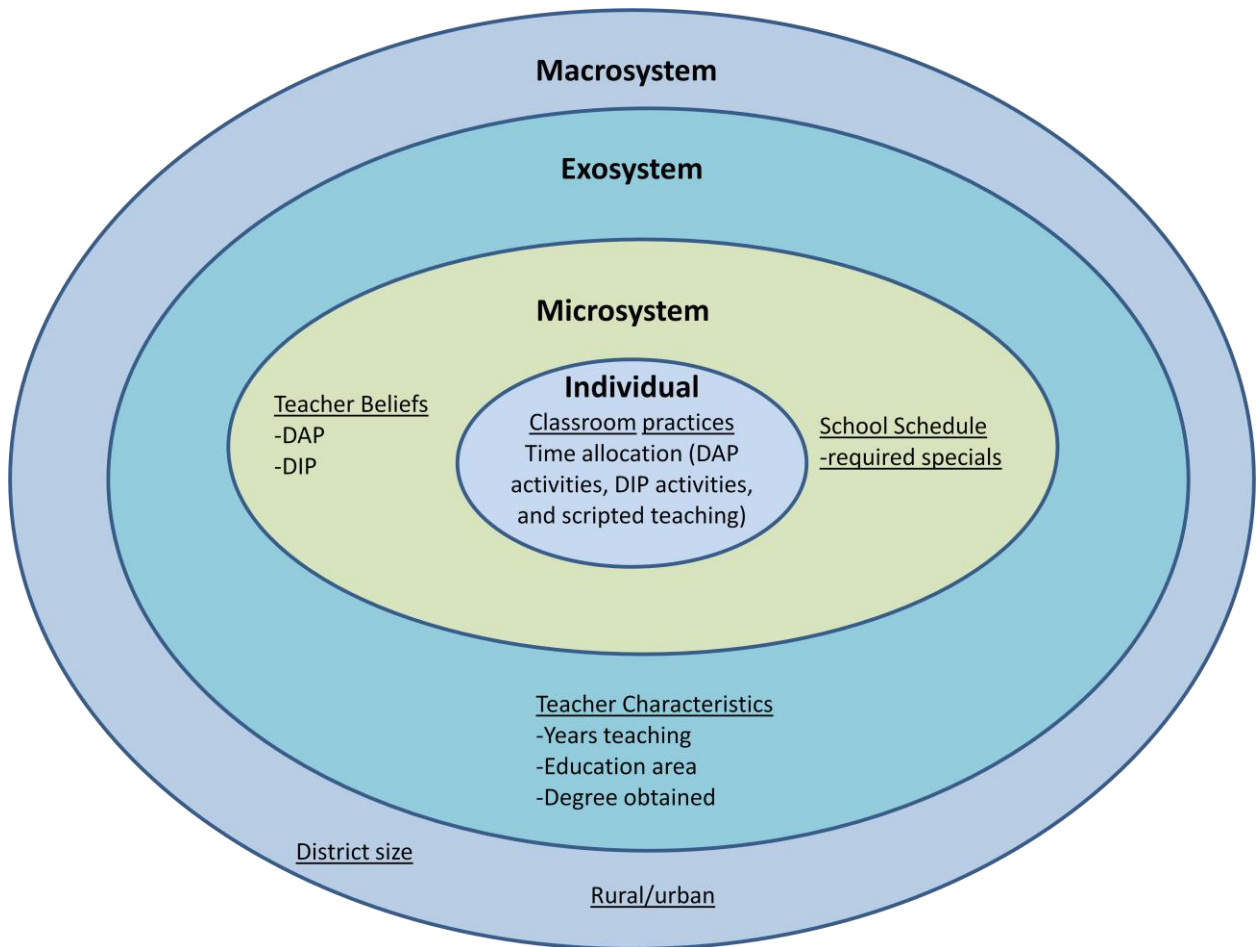 Macrosystem
Exosystem
Microsystem
Individual
Classroom practices
Time allocation (DAP
activities, DIP activities,
and scripted teaching)
Teacher Beliefs
-DAP
-DIP
School Schedule
-required specials
Teacher Characteristics
-Years teaching
-Education area
-Degree obtained
District size
Rural/urban